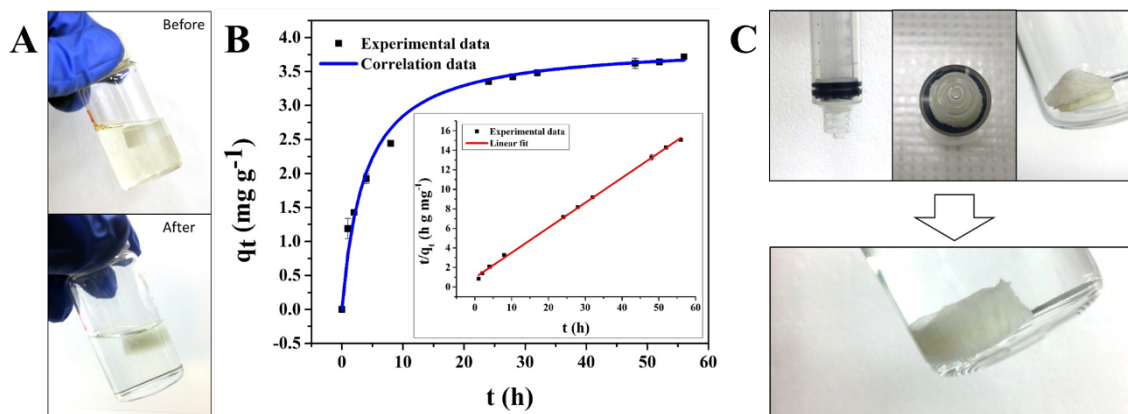 A
Before
After
B
Experimental data
Correlation data
qt (mg g-1)
4.0
3.5
3.0
2.5
2.0
1.5
1.0
0.5
0.0
-0.5
0
10
20
30
40
50
60
t (h)
Experimental data
Linear fit
t/qt (h g mg-1)
16
14
12
10
8
6
4
2
0
0
10
20
30
40
50
60
t (h)
C